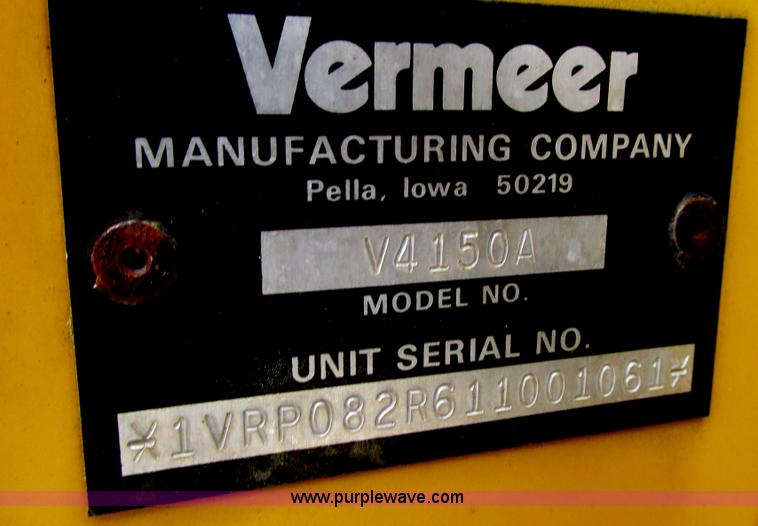 Vermeer
MANUFACTURING COMPANY
Pella, Iowa 50219
V4150A
MODEL NO.
UNIT SERIAL NO.
*1VRP082R611001061*
www.purplewave.com